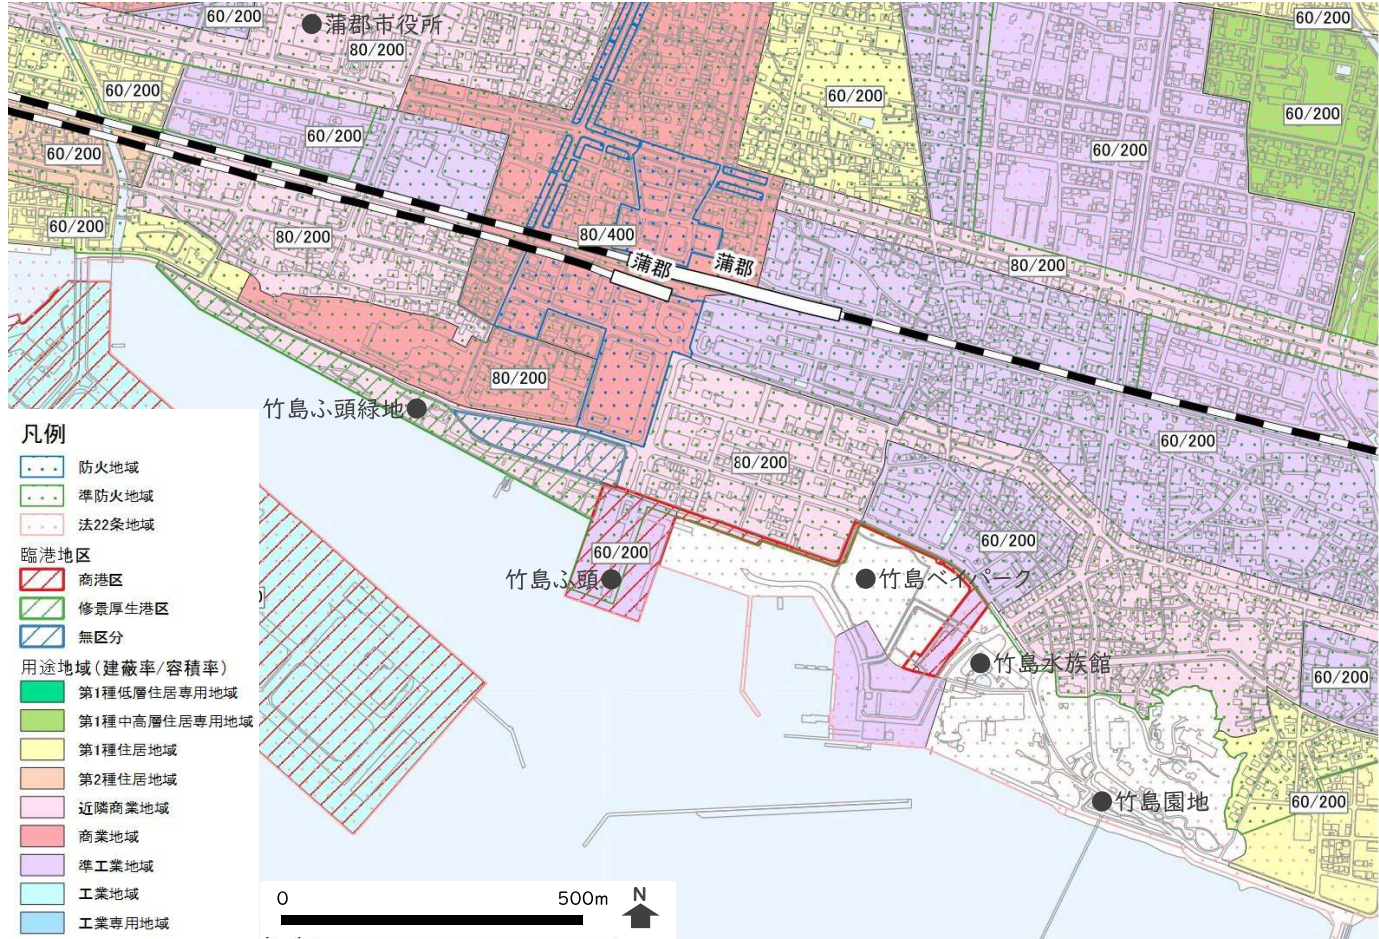 60/200
蒲郡市役所
60/200
80/200
60/200
60/200
60/200
60/200
60/200
60/200
60/200
80/200
80/400
蒲郡
蒲郡
80/200
80/200
竹島ふ頭緑地
60/200
80/200
60/200
60/200
竹島ふ頭
竹島ベイパーク
竹島水族館
60/200
竹島園地
60/200
凡例
防火地域
準防火地域
法22条地域
臨港地区
商港区
修景厚生港区
無区分
用途地域(建蔽率/容積率)
第1種低層住居専用地域
第1種中高層住居専用地域
第1種住居地域
第2種住居地域
近隣商業地域
商業地域
準工業地域
工業地域
工業専用地域
0
500m
N